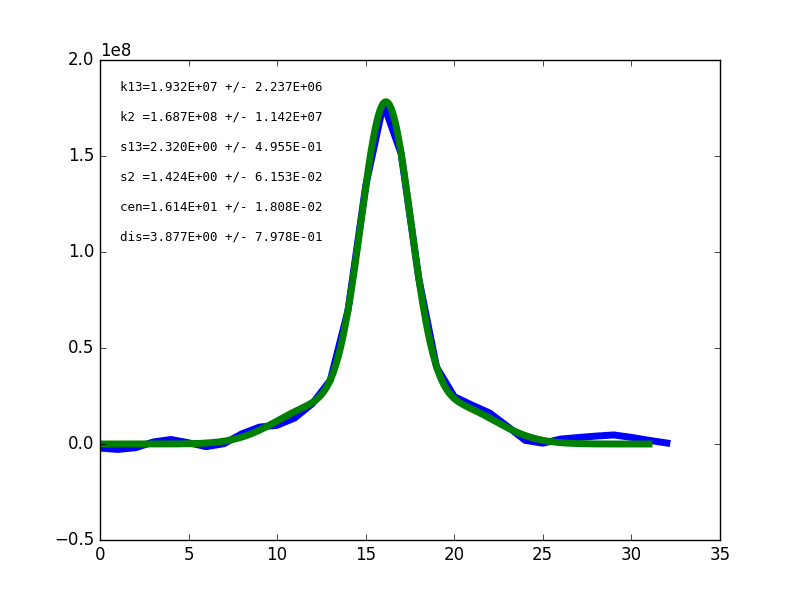 1e8
2.0
k13=1.932E+07 +/- 2.237E+06
k2 =1.687E+08 +/- 1.142E+07
1.5
s13=2.320E+00 +/- 4.955E-01
s2 =1.424E+00 +/- 6.153E-02
cen=1.614E+01 +/- 1.808E-02
dis=3.877E+00 +/- 7.978E-01
1.0
0.5
0.0
−0.5
0 5 10 15 20 25 30 35